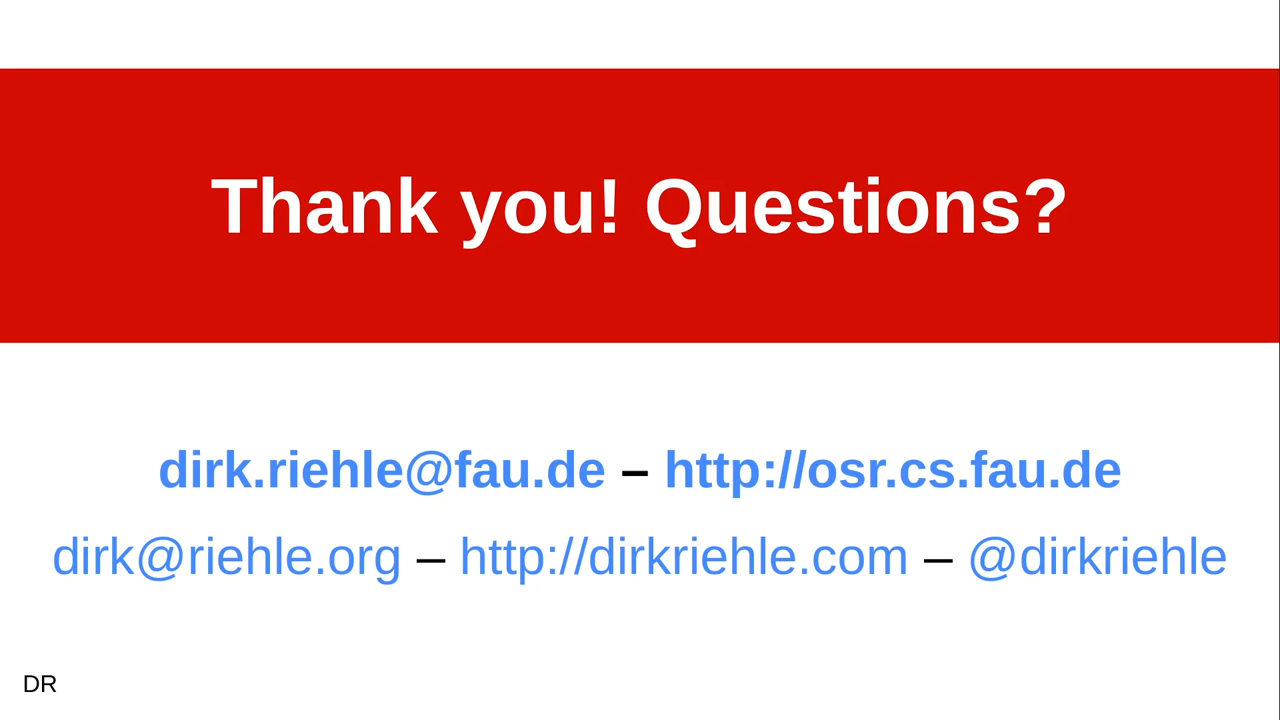 Thank you! Questions?
dirk.riehle@fau.de – http://osr.cs.fau.de
dirk@riehle.org – http://dirkriehle.com – @dirkriehle
DR